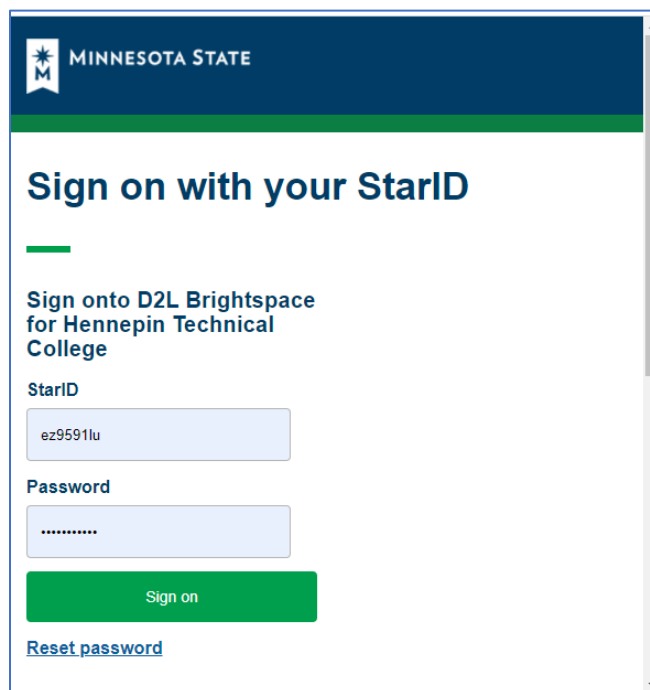 MINNESOTA STATE
Sign on with your StarID
Sign onto D2L Brightspace
for Hennepin Technical
College
StarID
ez9591lu
Password
•••••••••••
Sign on
Reset password